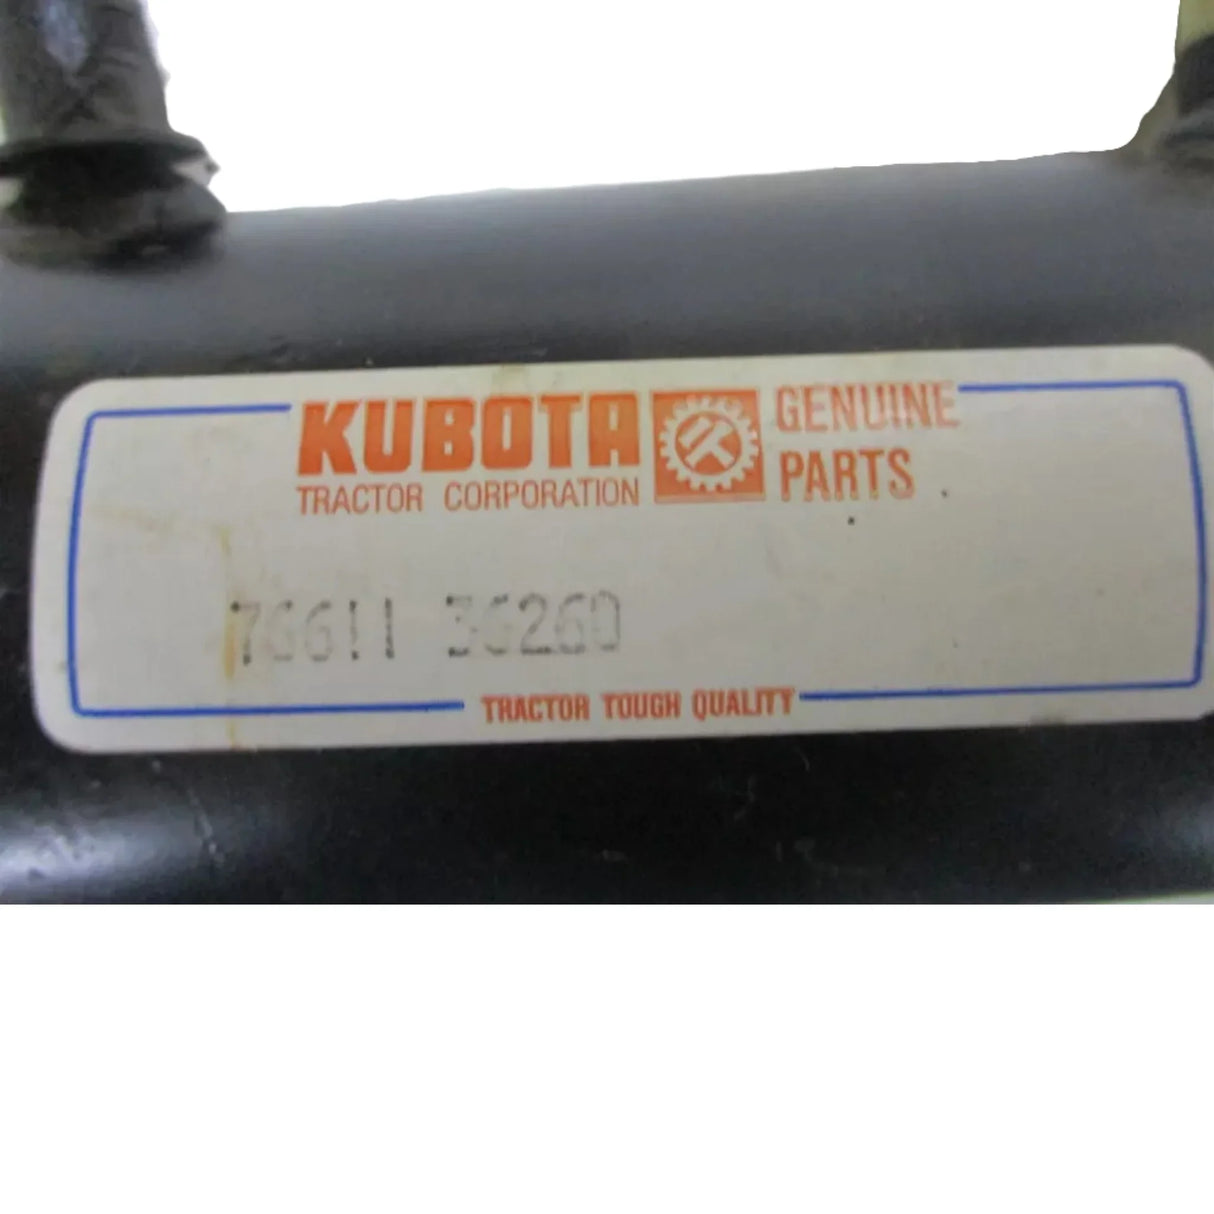 KUBOTA
TRACTOR CORPORATION
GENUINE
PARTS
76611 36260
TRACTOR TOUGH QUALITY